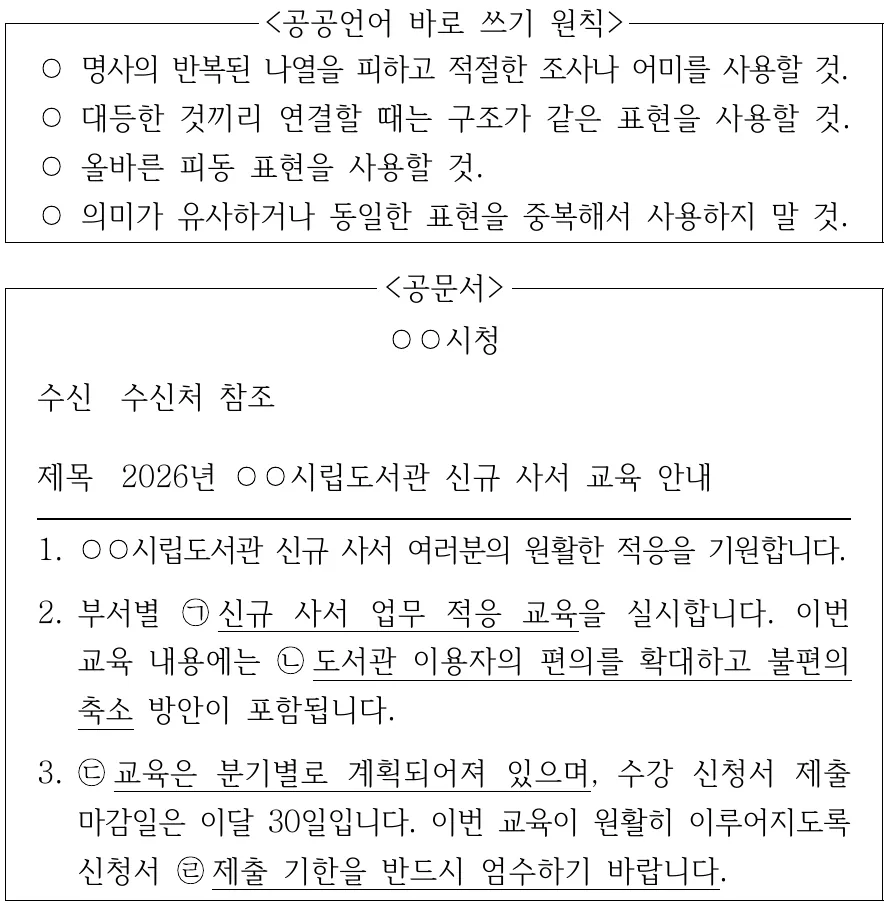 <공공언어 바로 쓰기 원칙>
○ 명사의 반복된 나열을 피하고 적절한 조사나 어미를 사용할 것.
○ 대등한 것끼리 연결할 때는 구조가 같은 표현을 사용할 것.
○ 올바른 피동 표현을 사용할 것.
○ 의미가 유사하거나 동일한 표현을 중복해서 사용하지 말 것.
<공문서>
○○시청
수신 수신처 참조
제목 2026년 ○○시립도서관 신규 사서 교육 안내
1. ○○시립도서관 신규 사서 여러분의 원활한 적응을 기원합니다.
2. 부서별 ㉠ 신규 사서 업무 적응 교육을 실시합니다. 이번
교육 내용에는 ㉡ 도서관 이용자의 편의를 확대하고 불편의
축소 방안이 포함됩니다.
3. ㉢ 교육은 분기별로 계획되어져 있으며, 수강 신청서 제출
마감일은 이달 30일입니다. 이번 교육이 원활히 이루어지도록
신청서 ㉣ 제출 기한을 반드시 엄수하기 바랍니다.